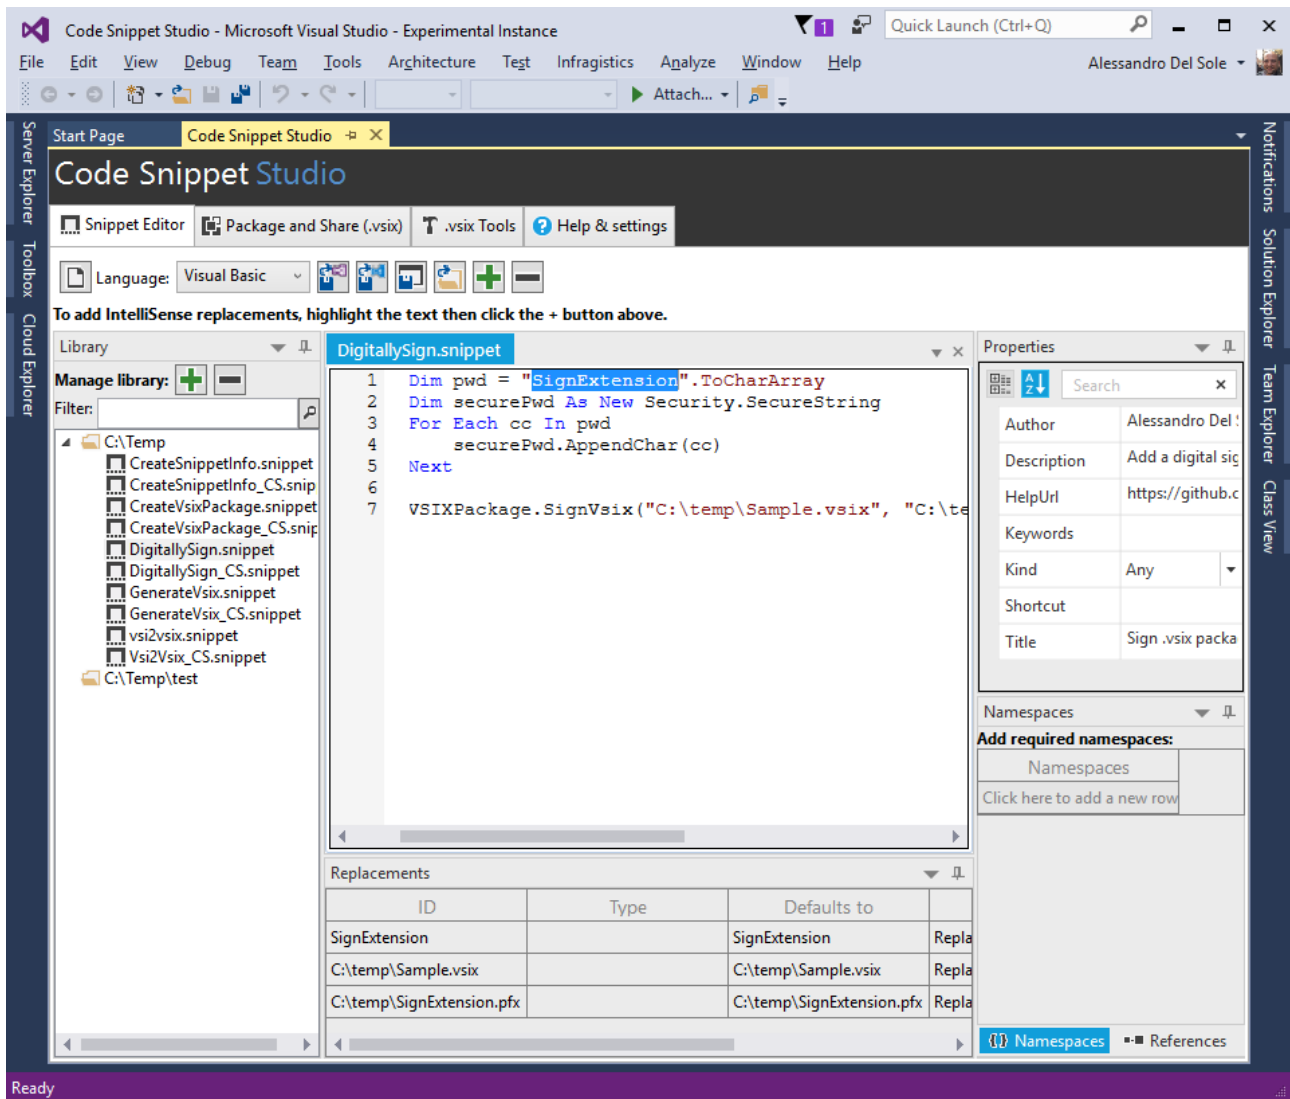 Code Snippet Studio - Microsoft Visual Studio - Experimental Instance
1
Quick Launch (Ctrl+Q)
File Edit View Debug Team Tools Architecture Test Infragistics Analyze Window Help
Alessandro Del Sole
Attach...
Server Explorer
Toolbox
Cloud Explorer
Start Page
Code Snippet Studio
Code Snippet Studio
Snippet Editor
Package and Share (.vsix)
.vsix Tools
Help & settings
Language: Visual Basic
To add IntelliSense replacements, highlight the text then click the + button above.
Library
Manage library:
Filter:
C:\Temp
CreateSnippetInfo.snippet
CreateSnippetInfo_CS.snip
CreateVsixPackage.snippet
CreateVsixPackage_CS.snip
DigitallySign.snippet
DigitallySign_CS.snippet
GenerateVsix.snippet
GenerateVsix_CS.snippet
vsi2vsix.snippet
Vsi2Vsix_CS.snippet
C:\Temp\test
DigitallySign.snippet
1 Dim pwd = "SignExtension".ToCharArray
2 Dim securePwd As New Security.SecureString
3 For Each cc In pwd
4 securePwd.AppendChar(cc)
5 Next
6
7 VSIXPackage.SignVsix("C:\temp\Sample.vsix", "C:\te
Replacements
ID Type Defaults to
SignExtension SignExtension Repla
C:\temp\Sample.vsix C:\temp\Sample.vsix Repla
C:\temp\SignExtension.pfx C:\temp\SignExtension.pfx Repla
Properties
Search
Author Alessandro Del
Description Add a digital sig
HelpUrl https://github.c
Keywords
Kind Any
Shortcut
Title Sign .vsix packa
Namespaces
Add required namespaces:
Namespaces
Click here to add a new row
Namespaces
References
Notifications
Solution Explorer
Team Explorer
Class View
Ready